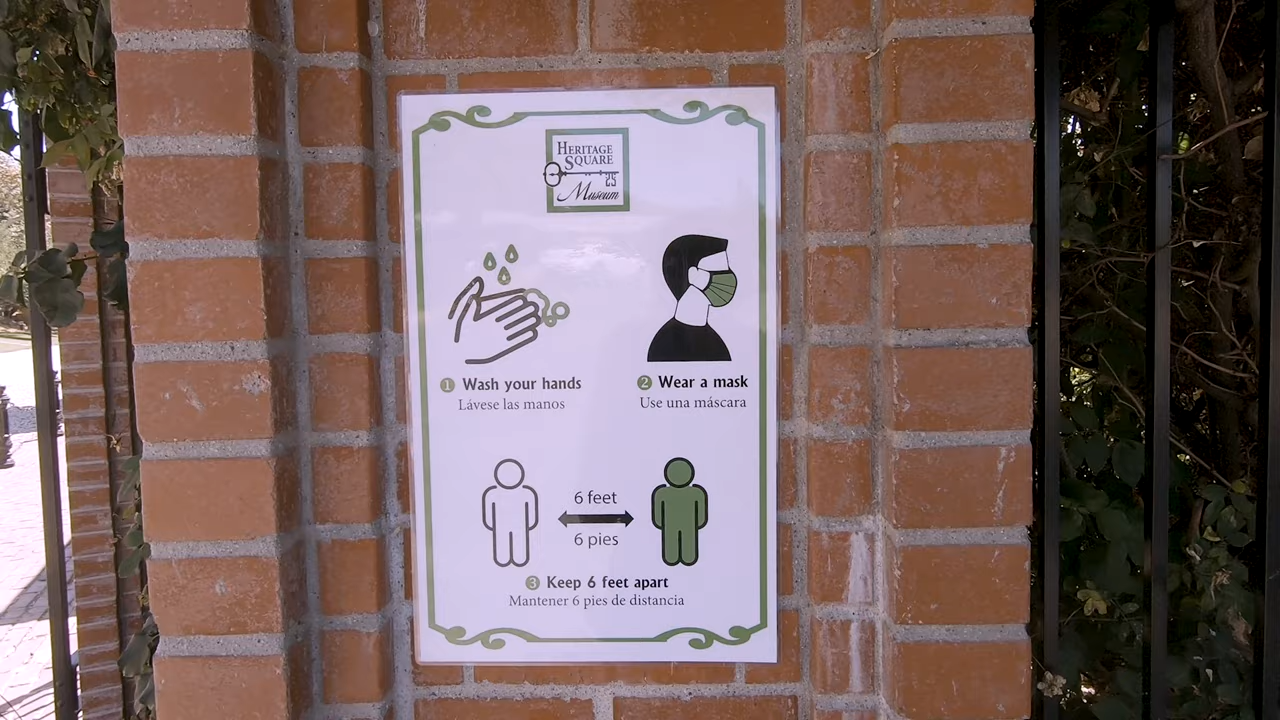 HERITAGE
SQUARE
25
Museum
1 Wash your hands
Lávese las manos
2 Wear a mask
Use una máscara
6 feet
6 pies
3 Keep 6 feet apart
Mantener 6 pies de distancia